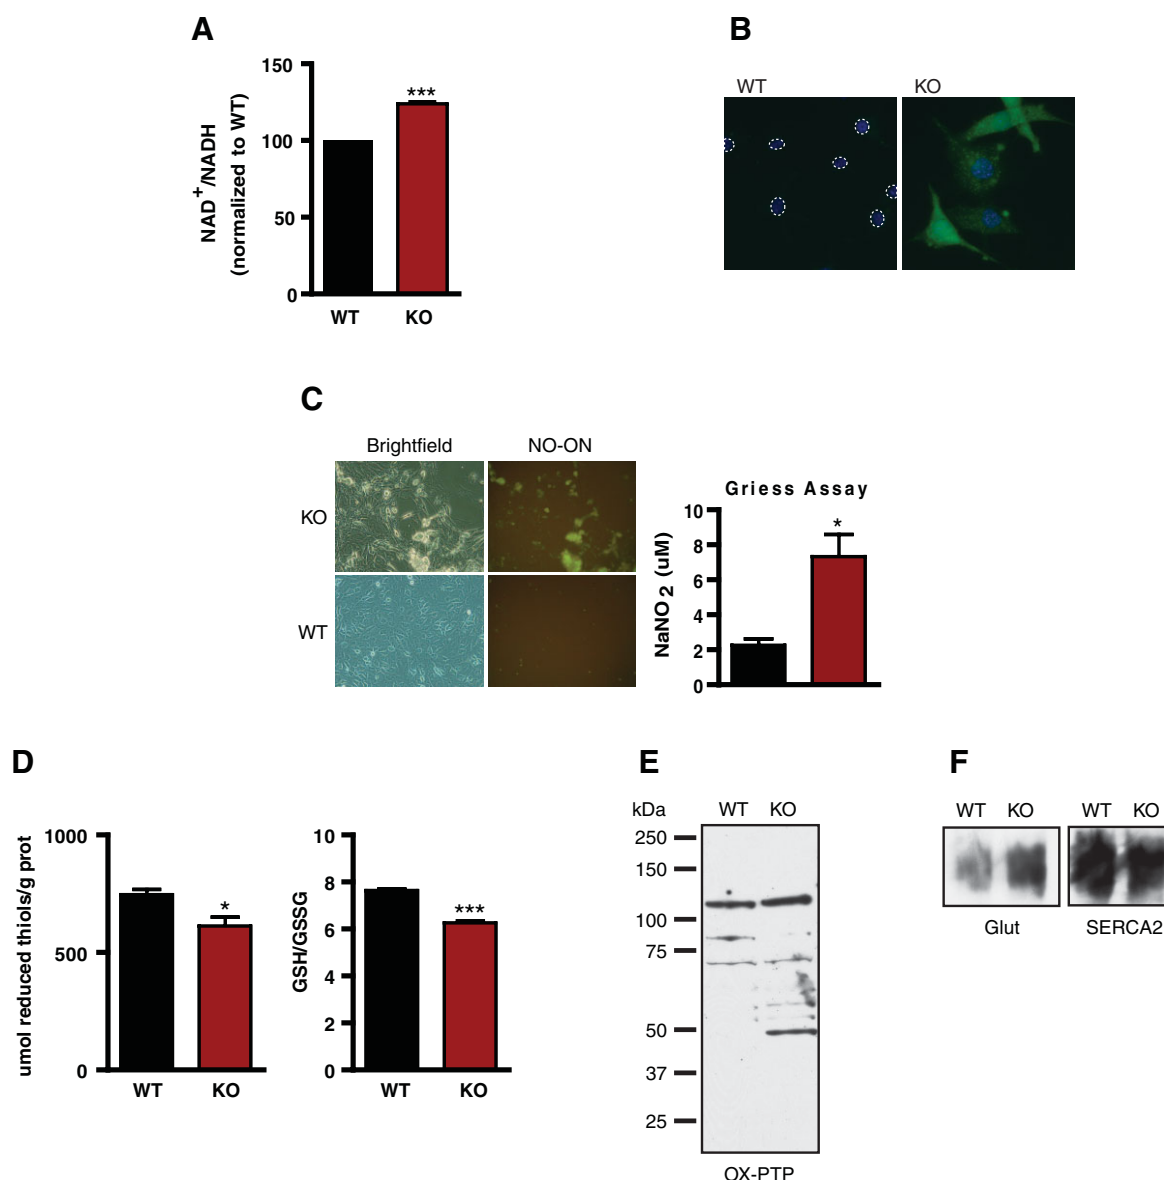 A
150
100
50
0
NAD+/NADH
(normalized to WT)
***
WT
KO
B
WT
KO
C
Brightfield
NO-ON
KO
WT
Griess Assay
10
8
6
4
2
0
NaNO2 (uM)
*
D
1000
500
0
umol reduced thiols/g prot
*
WT
KO
10
8
6
4
2
0
GSH/GSSG
***
WT
KO
E
kDa
WT
KO
250
150
100
75
50
37
25
OX-PTP
F
WT
KO
WT
KO
Glut
SERCA2